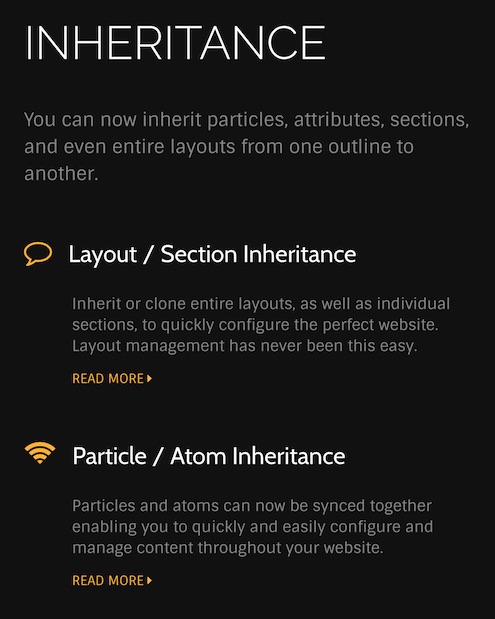 INHERITANCE
You can now inherit particles, attributes, sections,
and even entire layouts from one outline to
another.
Layout / Section Inheritance
Inherit or clone entire layouts, as well as individual
sections, to quickly configure the perfect website.
Layout management has never been this easy.
READ MORE
Particle / Atom Inheritance
Particles and atoms can now be synced together
enabling you to quickly and easily configure and
manage content throughout your website.
READ MORE